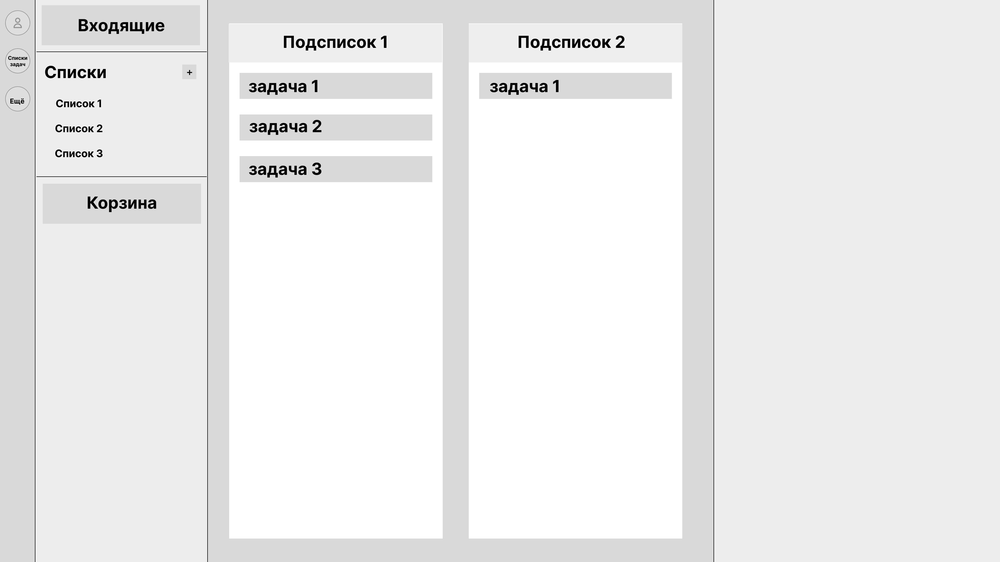 Списки
задач
Ещё
Входящие
Списки
+
Список 1
Список 2
Список 3
Корзина
Подсписок 1
задача 1
задача 2
задача 3
Подсписок 2
задача 1